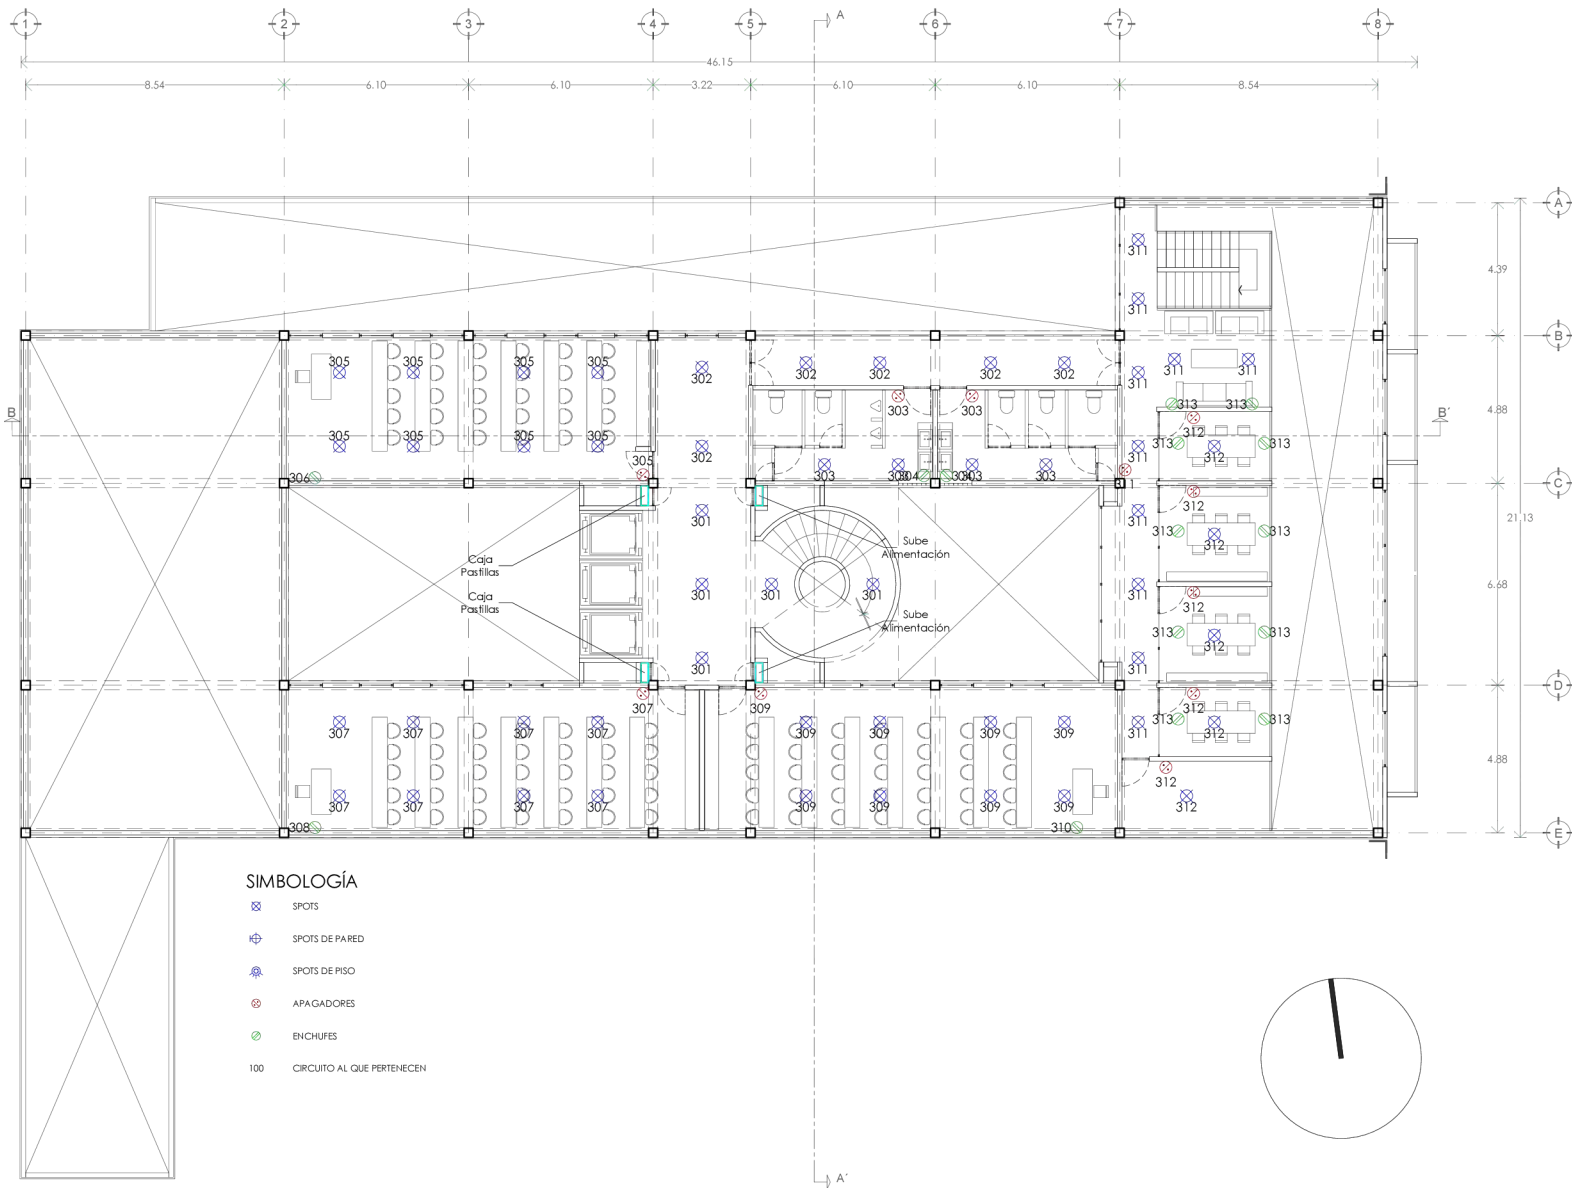 1 2 3 4 5 A 6 7 8
46.15
8.54 6.10 6.10 3.22 6.10 6.10 8.54
A
311
4.39
311
B
305 305 305 305 302 302 302 302 302 311 311 311
303 303 313 313
B 4.88 B´
312
305 305 305 305 302 313 312 313 311
305 303 304 303 303
306
C
301 312
21.13
Sube
Alimentación
313 312 313 311
Caja
Pastillas
301 301 301 311 6.68
312
Caja
Pastillas
Sube
Alimentación
313 312 313
301 311
D
307 309 312
307 307 307 307 309 309 309 309 311 313 312 313
4.88
312
307 307 307 307 309 309 309 309 312
308 310 E
SIMBOLOGÍA
SPOTS
SPOTS DE PARED
SPOTS DE PISO
APAGADORES
ENCHUFES
100 CIRCUITO AL QUE PERTENECEN
A´